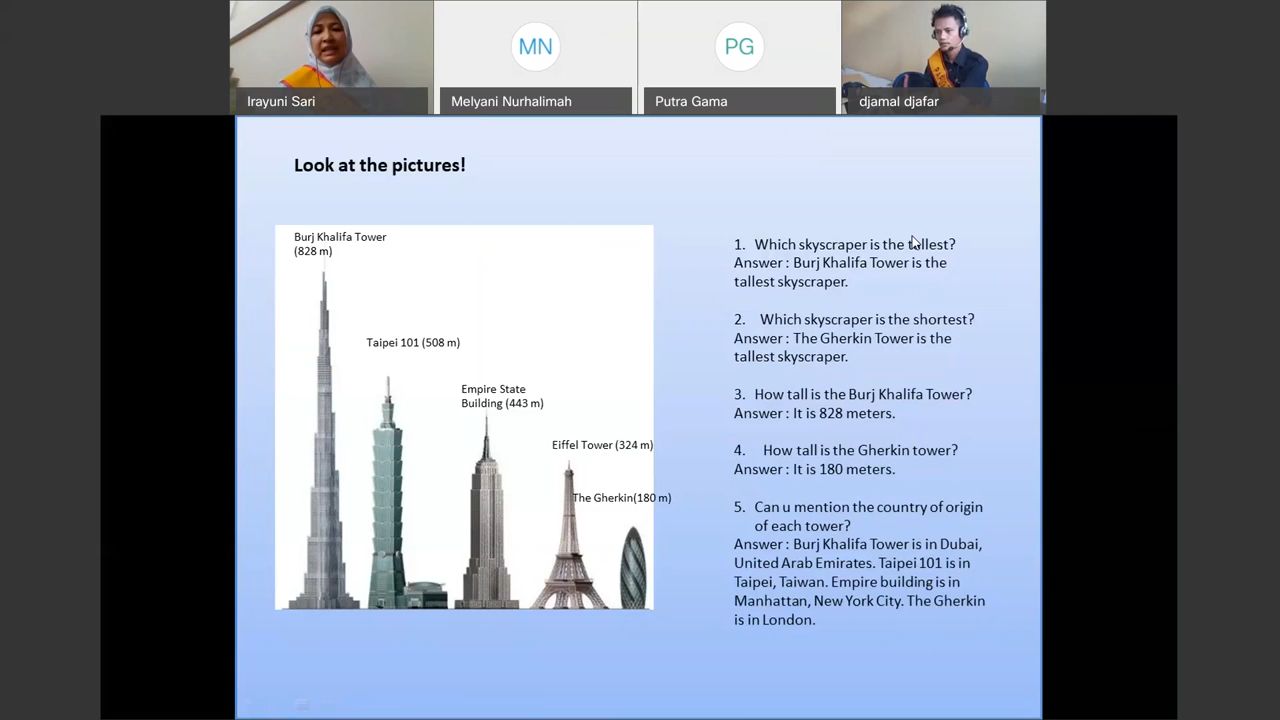 Irayuni Sari
MN
Melyani Nurhalimah
PG
Putra Gama
djamal djafar
Look at the pictures!
Burj Khalifa Tower
(828 m)
Taipei 101 (508 m)
Empire State
Building (443 m)
Eiffel Tower (324 m)
The Gherkin(180 m)
1. Which skyscraper is the tallest?
Answer : Burj Khalifa Tower is the
tallest skyscraper.
2. Which skyscraper is the shortest?
Answer : The Gherkin Tower is the
tallest skyscraper.
3. How tall is the Burj Khalifa Tower?
Answer : It is 828 meters.
4. How tall is the Gherkin tower?
Answer : It is 180 meters.
5. Can u mention the country of origin
of each tower?
Answer : Burj Khalifa Tower is in Dubai,
United Arab Emirates. Taipei 101 is in
Taipei, Taiwan. Empire building is in
Manhattan, New York City. The Gherkin
is in London.